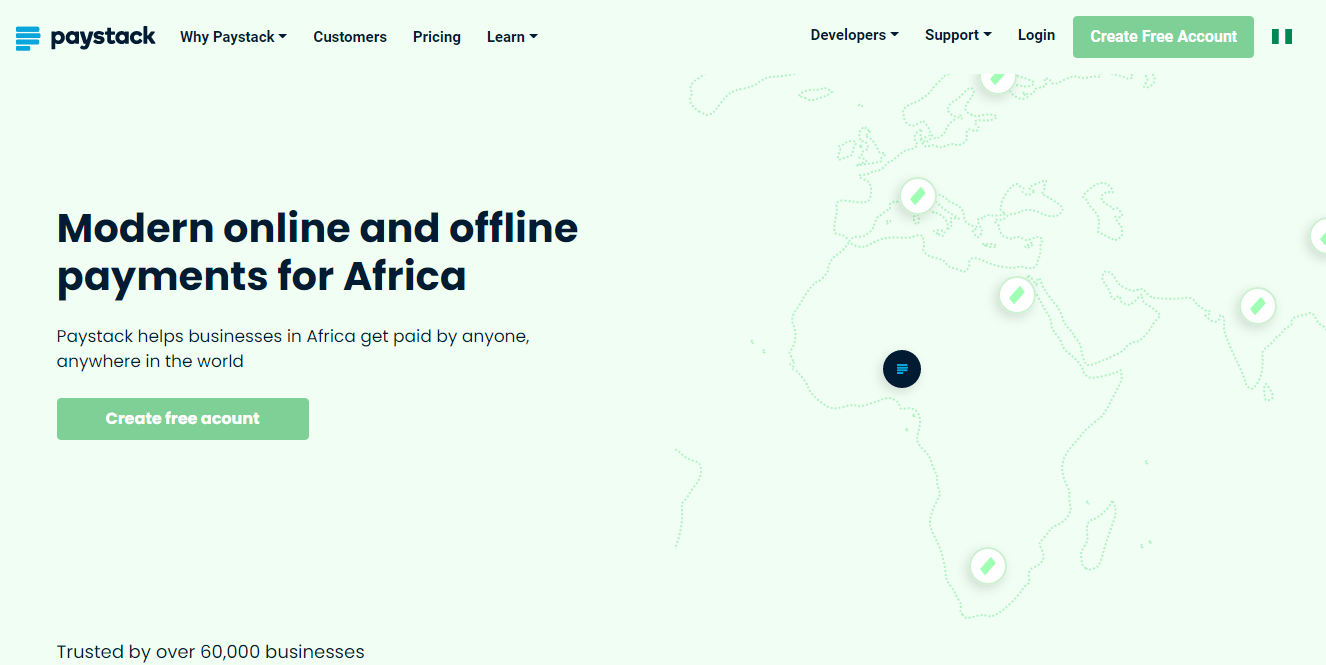 paystack
Why Paystack
Customers
Pricing
Learn
Developers
Support
Login
Create Free Account
Modern online and offline
payments for Africa
Paystack helps businesses in Africa get paid by anyone,
anywhere in the world
Create free acount
Trusted by over 60,000 businesses